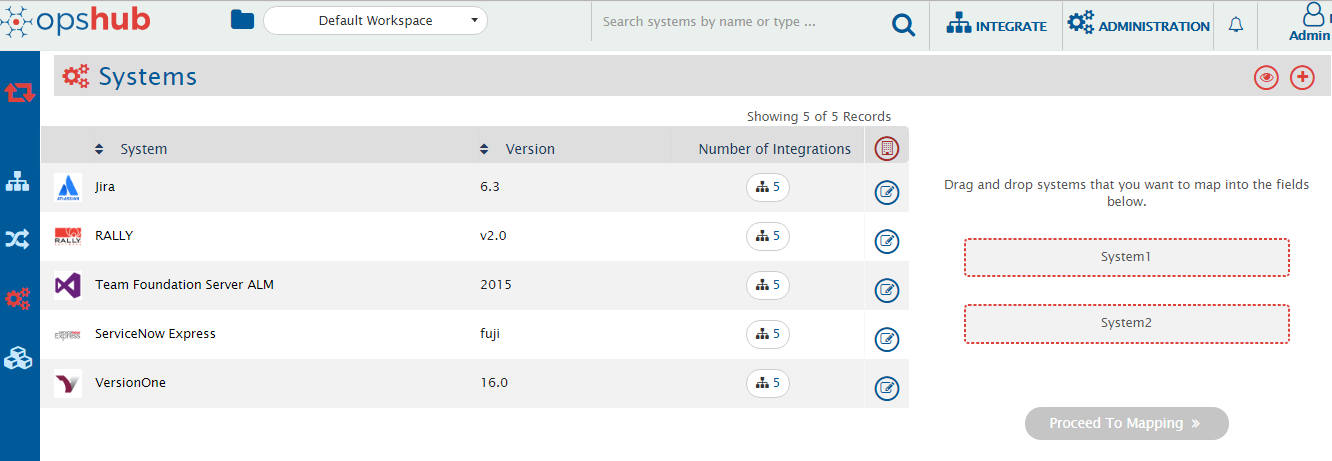 opshub
Default Workspace
Search systems by name or type ...
INTEGRATE
ADMINISTRATION
Admin
Systems
Showing 5 of 5 Records
System Version Number of Integrations
Jira 6.3 5
ATLASSIAN
RALLY v2.0 5
RALLY
Team Foundation Server ALM 2015 5
ServiceNow Express fuji 5
Express
VersionOne 16.0 5
Drag and drop systems that you want to map into the fields
below.
System1
System2
Proceed To Mapping »